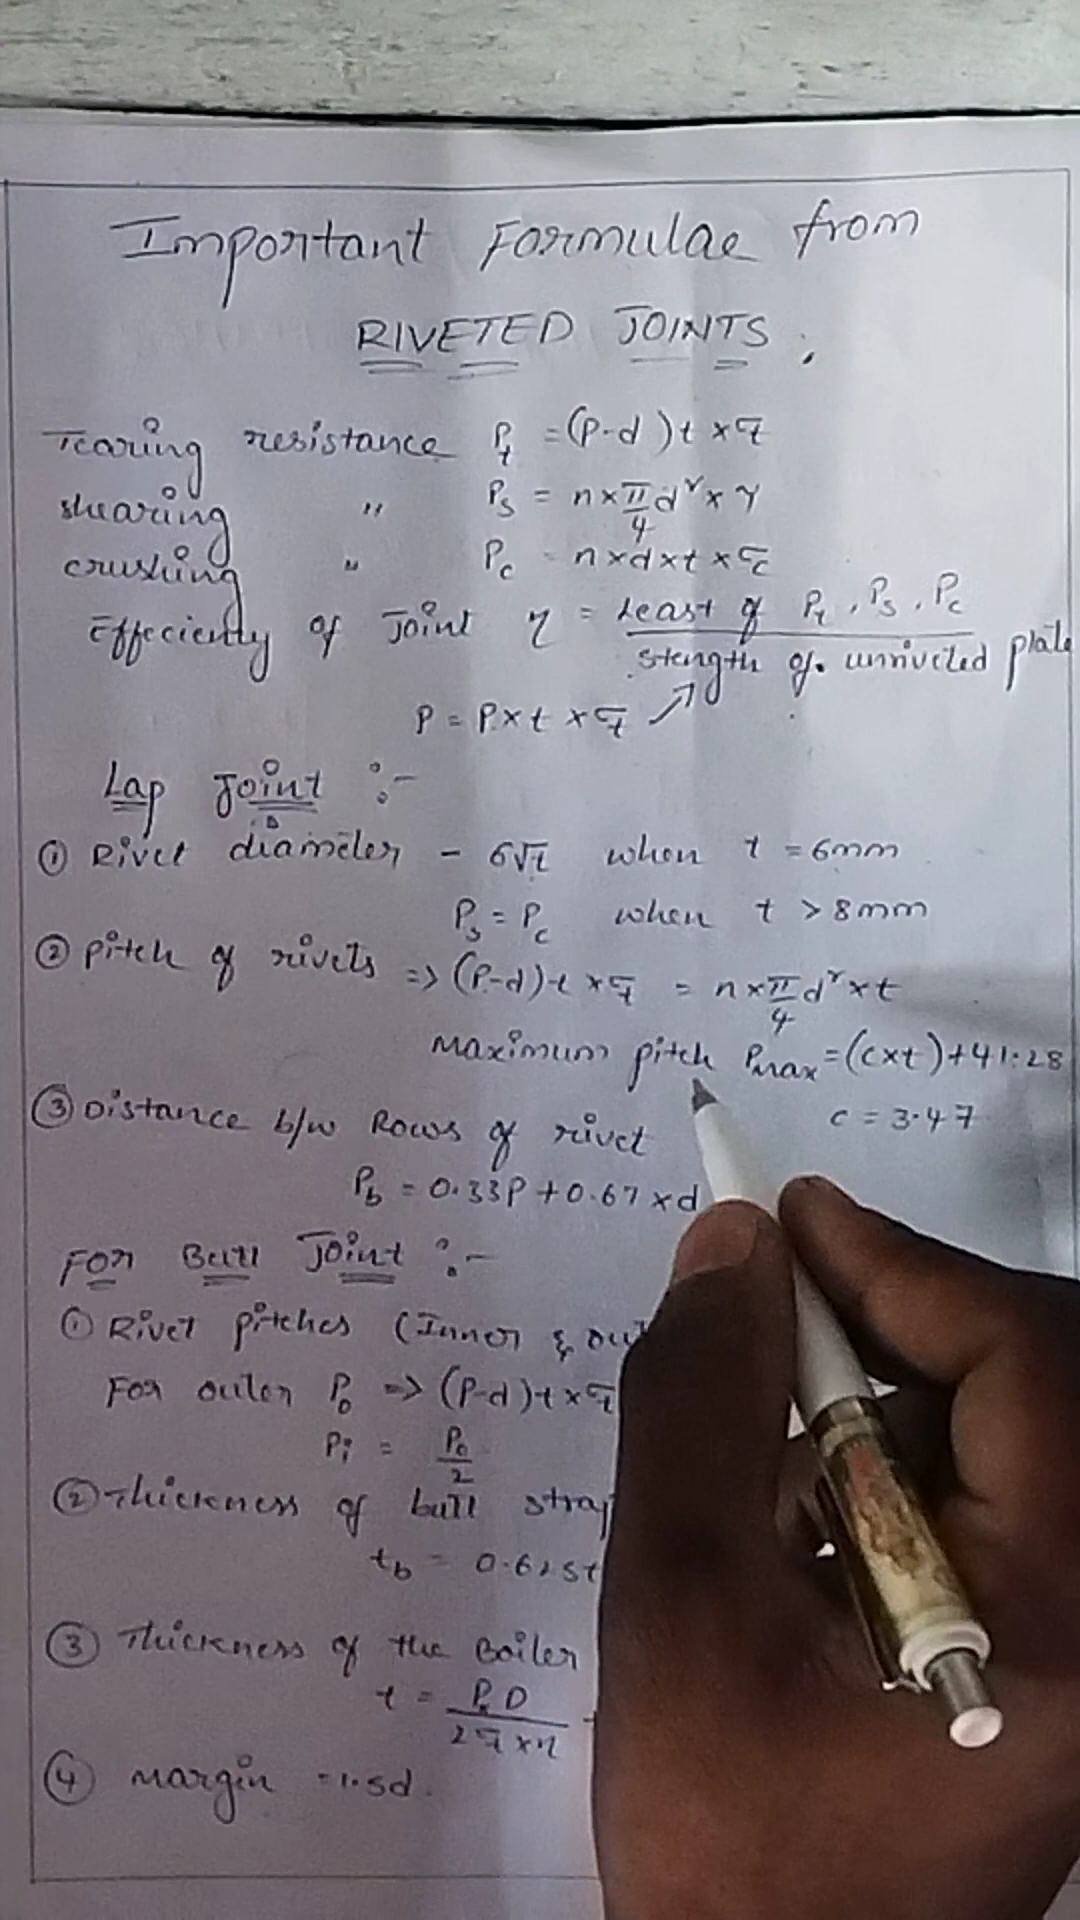 Important Formulae from
RIVETED JOINTS.
Tearing resistance Pt = (P-d)t × σt
shearing " Ps = n × π/4 d² × τ
crushing " Pc = n×d×t × σc
Effeciently of Joint η = Least of Pt, Ps, Pc / stength of unriveted plate
P = P×t × σt
Lap Joint :-
① Rivet diameter - 6√t when t = 6mm
Ps = Pc when t > 8mm
② Pitch of rivets => (P-d)t × σt = n × π/4 d² × t
Maximum pitch Pmax = (c×t)+41.28
c = 3.47
③ Distance b/w Rows of rivet
Pb = 0.33P + 0.67 × d
For Butt Joint :-
① Rivet pitches (Inner &
For outer Po => (P-d)t × σt
Pi = Po/2
② Thickness of butt
tb = 0.625t
③ Thickness of the Boiler
t = P×D / 2σt×η
④ Margin = 1.5d.